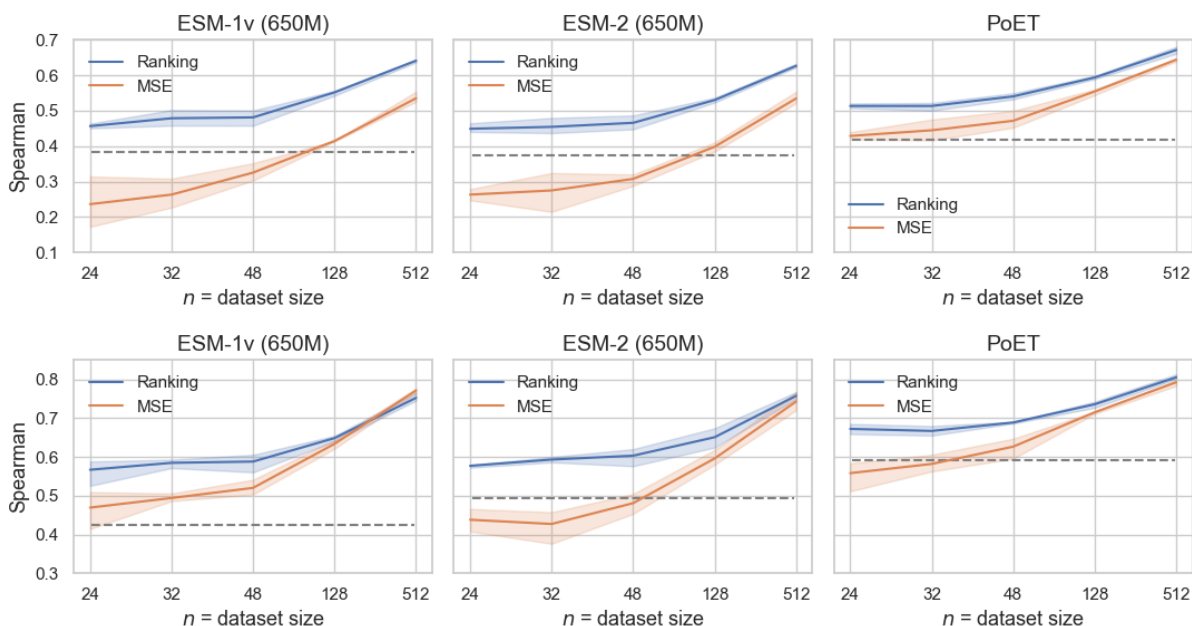 ESM-1v (650M)
ESM-2 (650M)
PoET
0.7
0.6
0.5
0.4
0.3
0.2
0.1
Spearman
Ranking
MSE
Ranking
MSE
Ranking
MSE
24 32 48 128 512
24 32 48 128 512
24 32 48 128 512
n = dataset size
n = dataset size
n = dataset size
ESM-1v (650M)
ESM-2 (650M)
PoET
0.8
0.7
0.6
0.5
0.4
0.3
Spearman
Ranking
MSE
Ranking
MSE
Ranking
MSE
24 32 48 128 512
24 32 48 128 512
24 32 48 128 512
n = dataset size
n = dataset size
n = dataset size